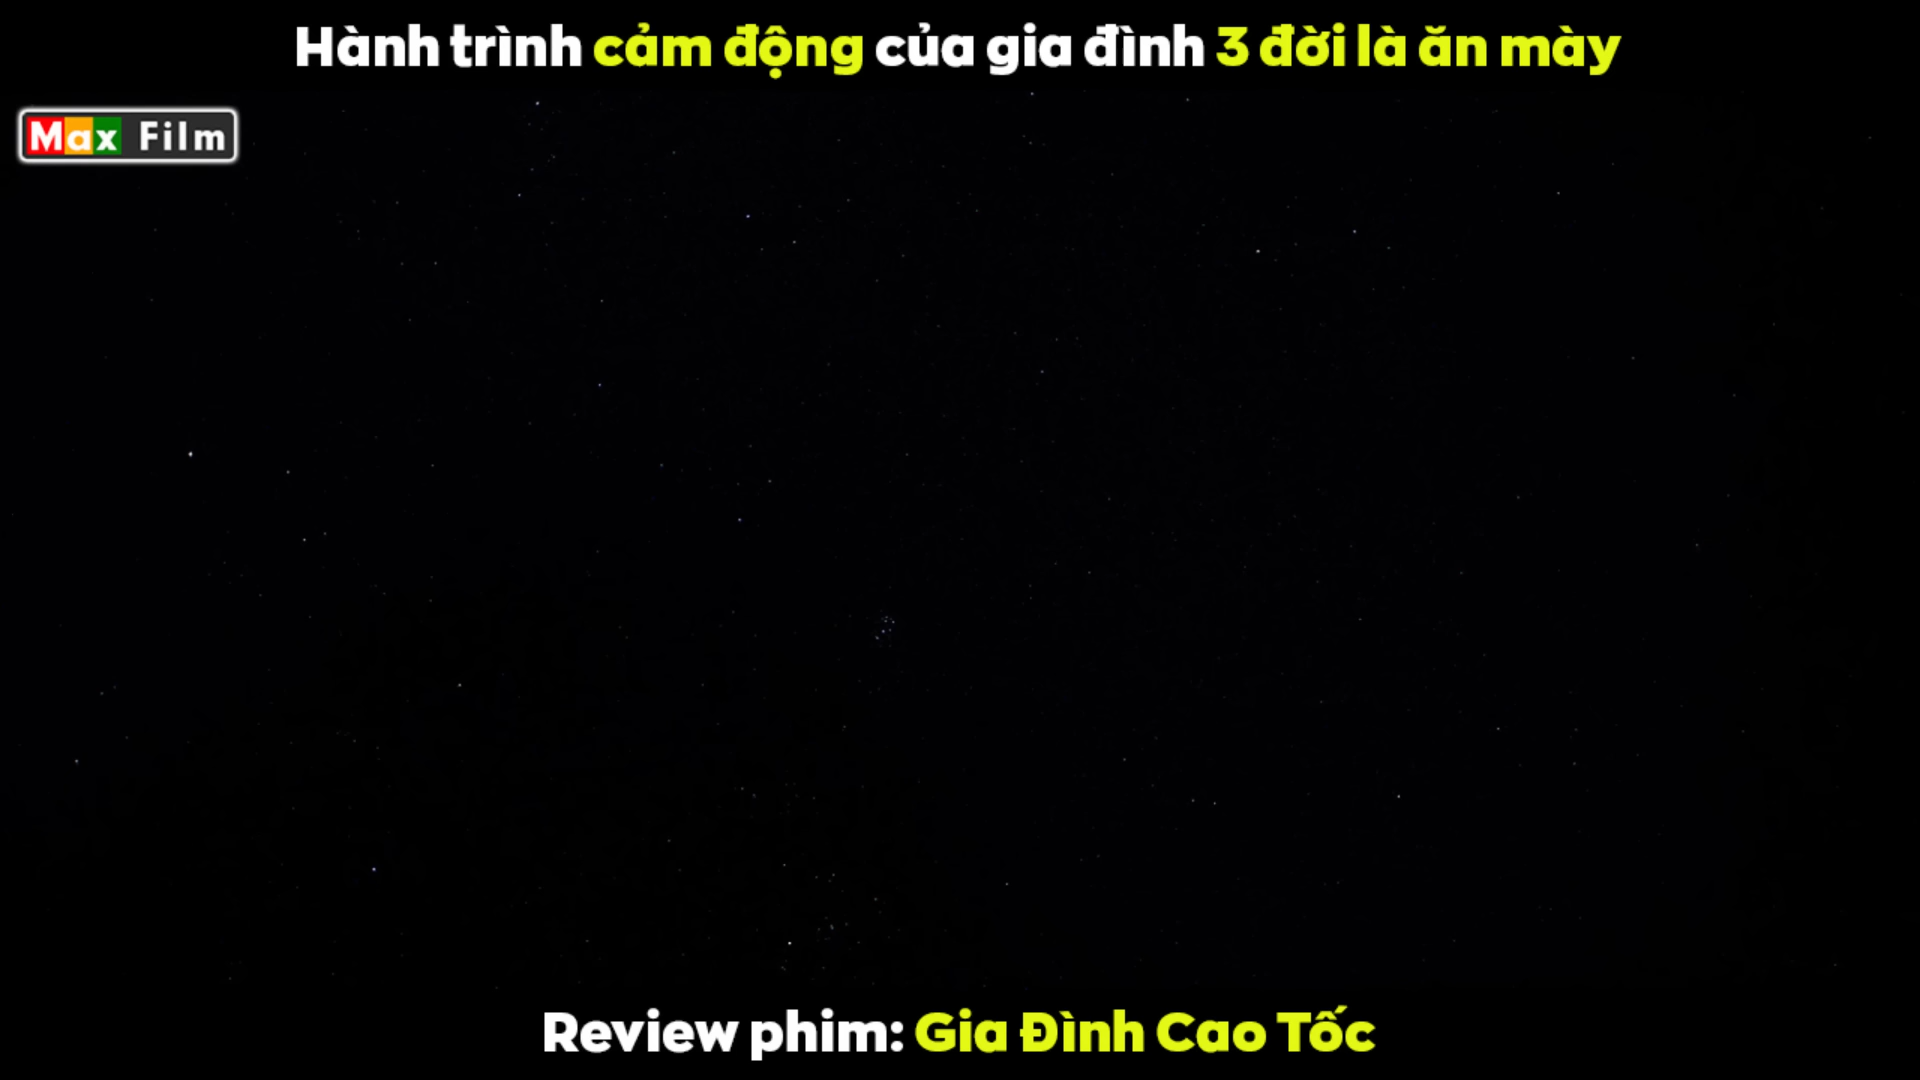 Hành trình cảm động của gia đình 3 đời là ăn mày
Max Film
Review phim: Gia Đình Cao Tốc